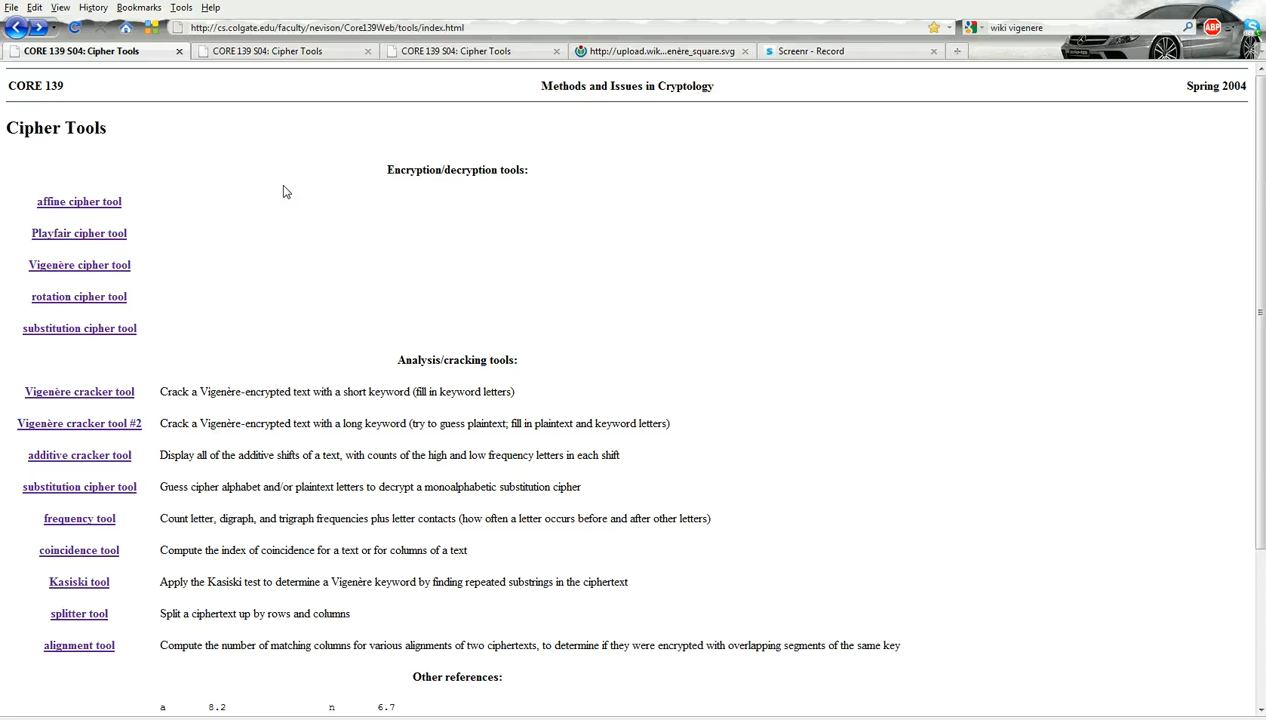 File Edit View History Bookmarks Tools Help
http://cs.colgate.edu/faculty/nevison/Core139Web/tools/index.html wiki vigenere ABP
CORE 139 S04: Cipher Tools CORE 139 S04: Cipher Tools CORE 139 S04: Cipher Tools http://upload.wik...enère_square.svg Screenr - Record
CORE 139 Methods and Issues in Cryptology Spring 2004
Cipher Tools
Encryption/decryption tools:
affine cipher tool
Playfair cipher tool
Vigenère cipher tool
rotation cipher tool
substitution cipher tool
Analysis/cracking tools:
Vigenère cracker tool Crack a Vigenère-encrypted text with a short keyword (fill in keyword letters)
Vigenère cracker tool #2 Crack a Vigenère-encrypted text with a long keyword (try to guess plaintext; fill in plaintext and keyword letters)
additive cracker tool Display all of the additive shifts of a text, with counts of the high and low frequency letters in each shift
substitution cipher tool Guess cipher alphabet and/or plaintext letters to decrypt a monoalphabetic substitution cipher
frequency tool Count letter, digraph, and trigraph frequencies plus letter contacts (how often a letter occurs before and after other letters)
coincidence tool Compute the index of coincidence for a text or for columns of a text
Kasiski tool Apply the Kasiski test to determine a Vigenère keyword by finding repeated substrings in the ciphertext
splitter tool Split a ciphertext up by rows and columns
alignment tool Compute the number of matching columns for various alignments of two ciphertexts, to determine if they were encrypted with overlapping segments of the same key
Other references:
a 8.2 n 6.7